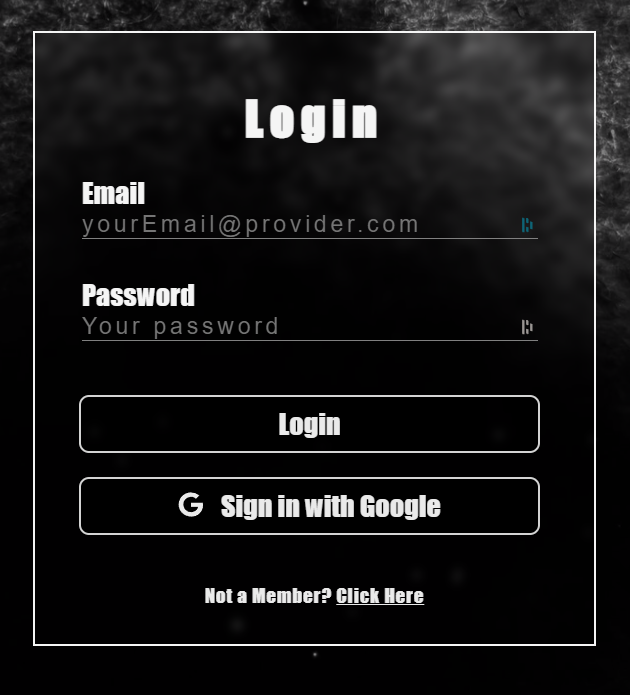 Login
Email
yourEmail@provider.com
Password
Your password
Login
Sign in with Google
Not a Member? Click Here